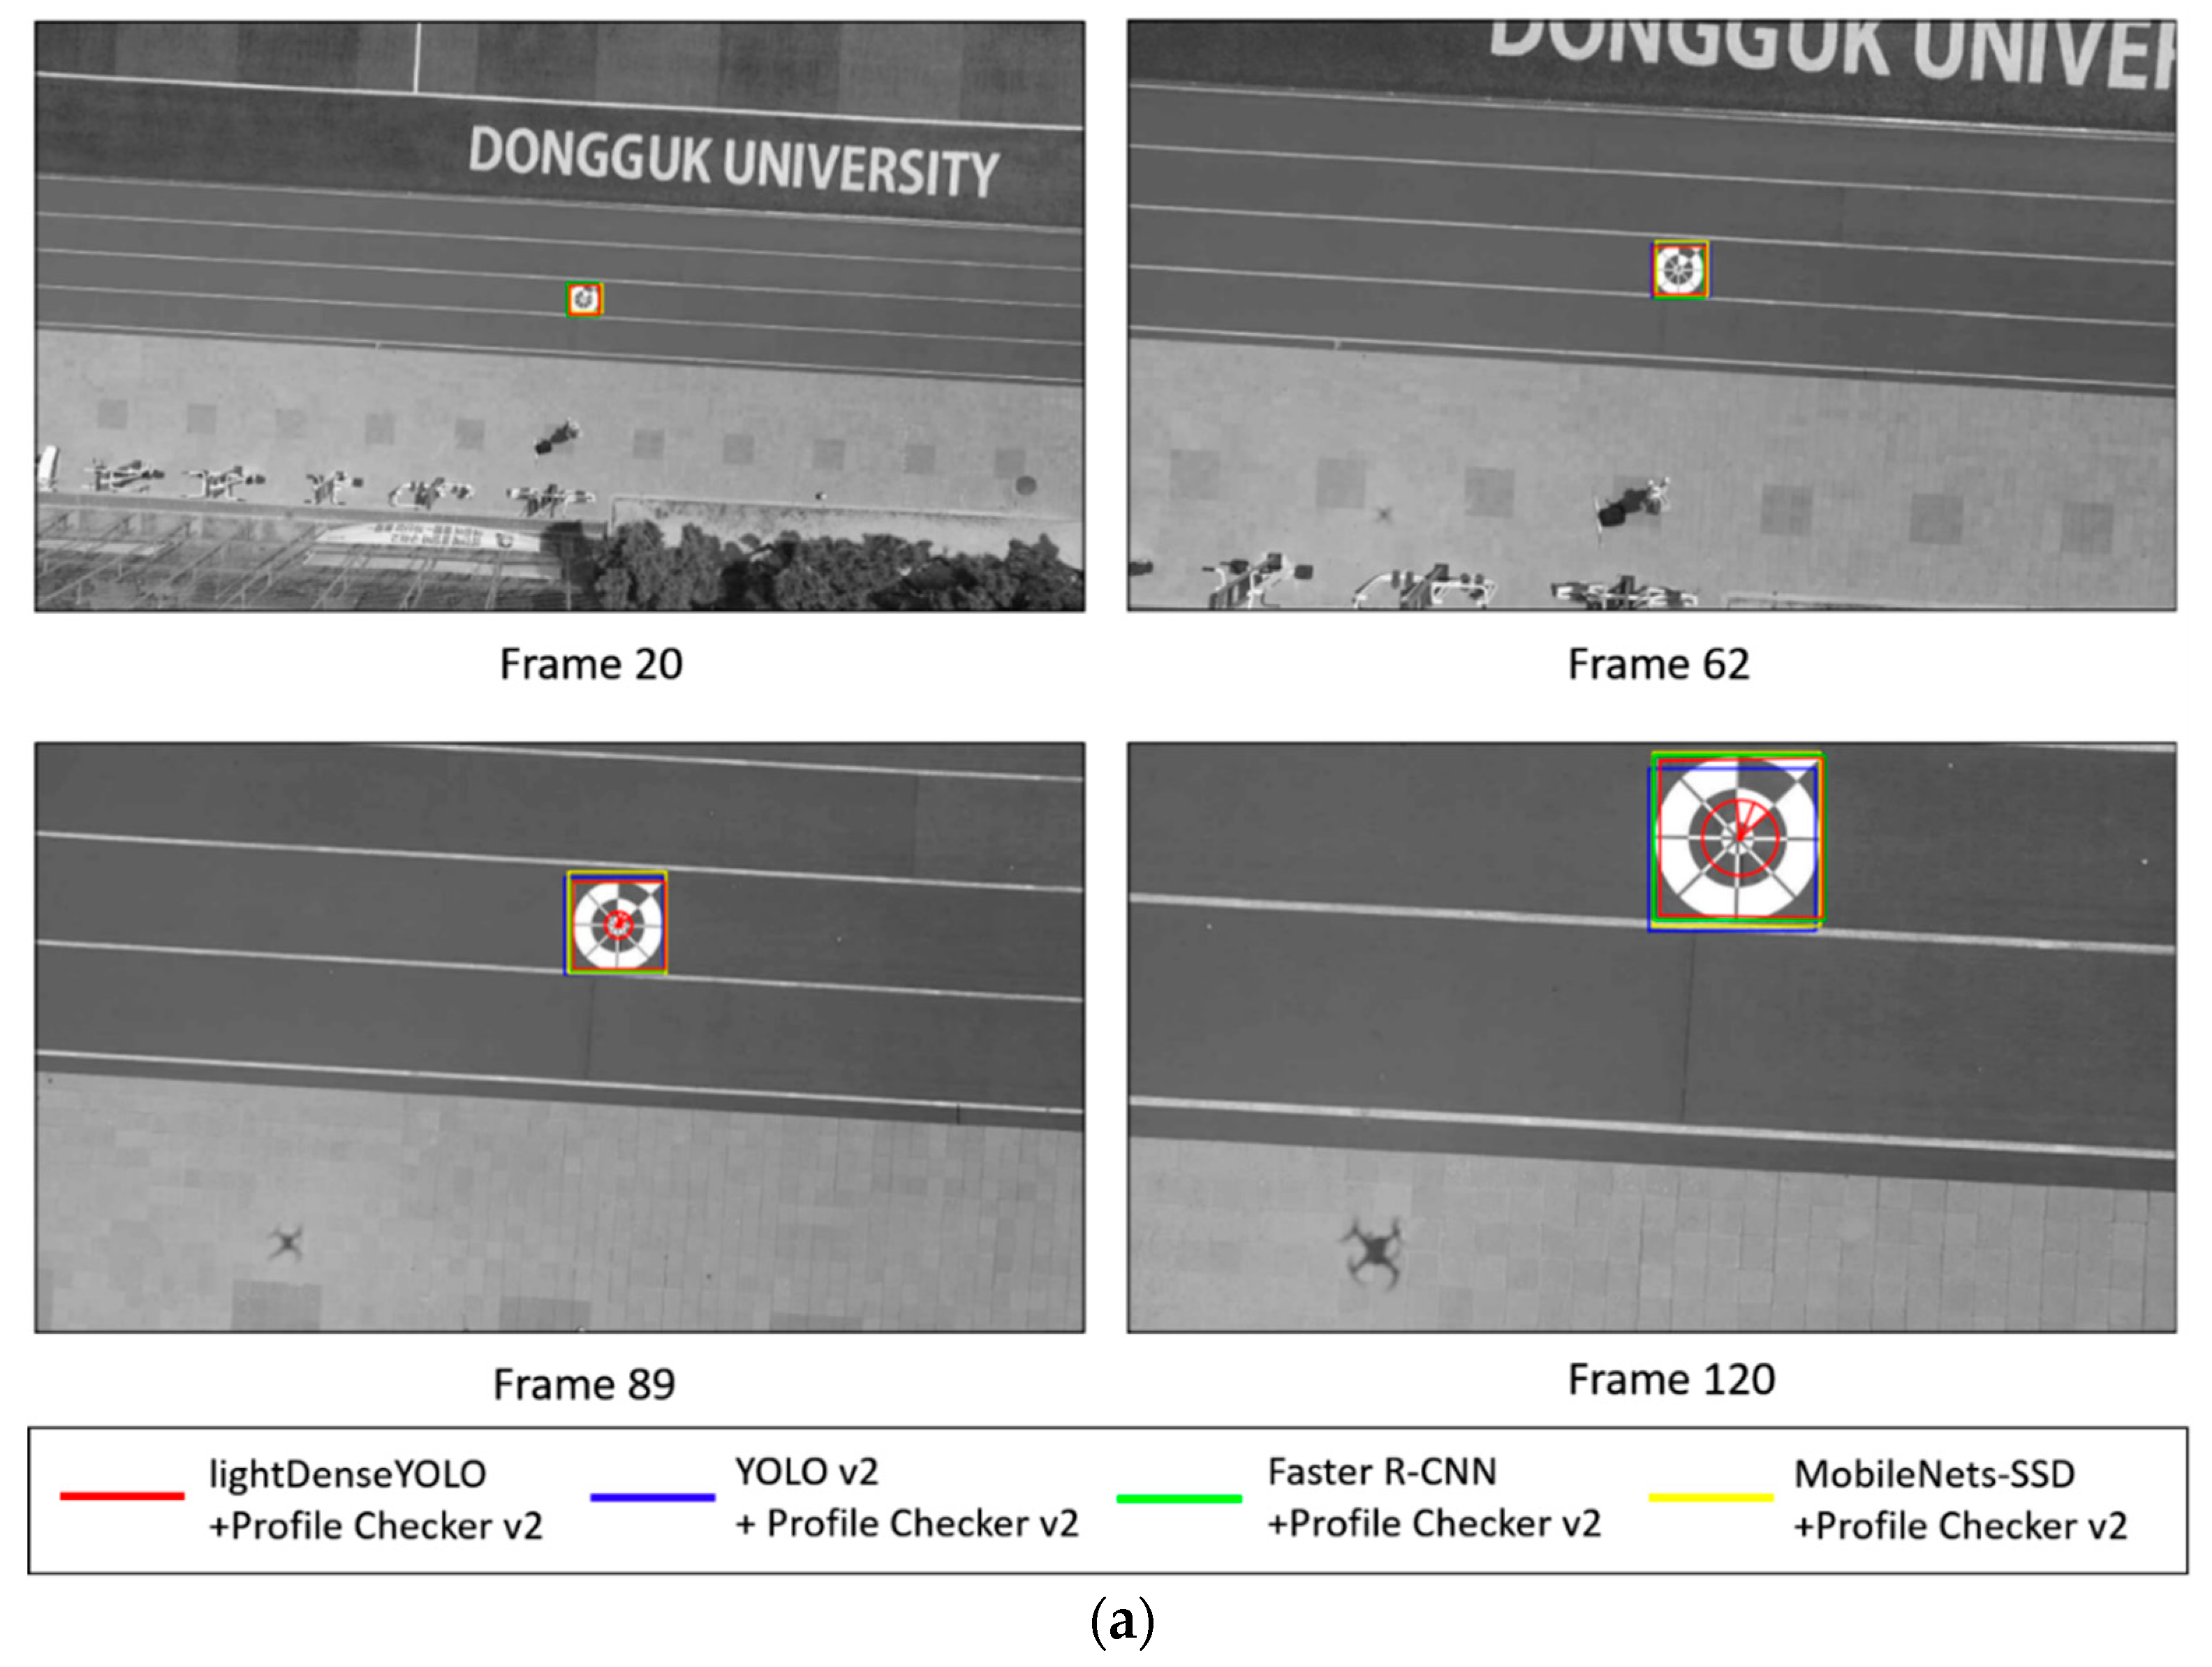 DONGGUK UNIVERSITY
DONGGUK UNIVER
Frame 20
Frame 62
Frame 89
Frame 120
lightDenseYOLO
+Profile Checker v2
YOLO v2
+ Profile Checker v2
Faster R-CNN
+Profile Checker v2
MobileNets-SSD
+Profile Checker v2
(a)